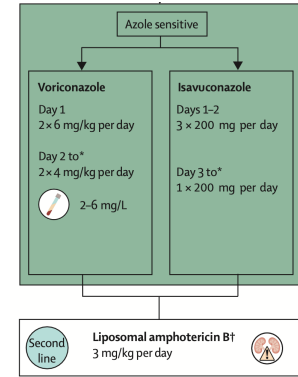 Azole sensitive
Voriconazole
Day 1
2 × 6 mg/kg per day
Day 2 to*
2 × 4 mg/kg per day
2–6 mg/L
Isavuconazole
Days 1–2
3 × 200 mg per day
Day 3 to*
1 × 200 mg per day
Second
line
Liposomal amphotericin B†
3 mg/kg per day